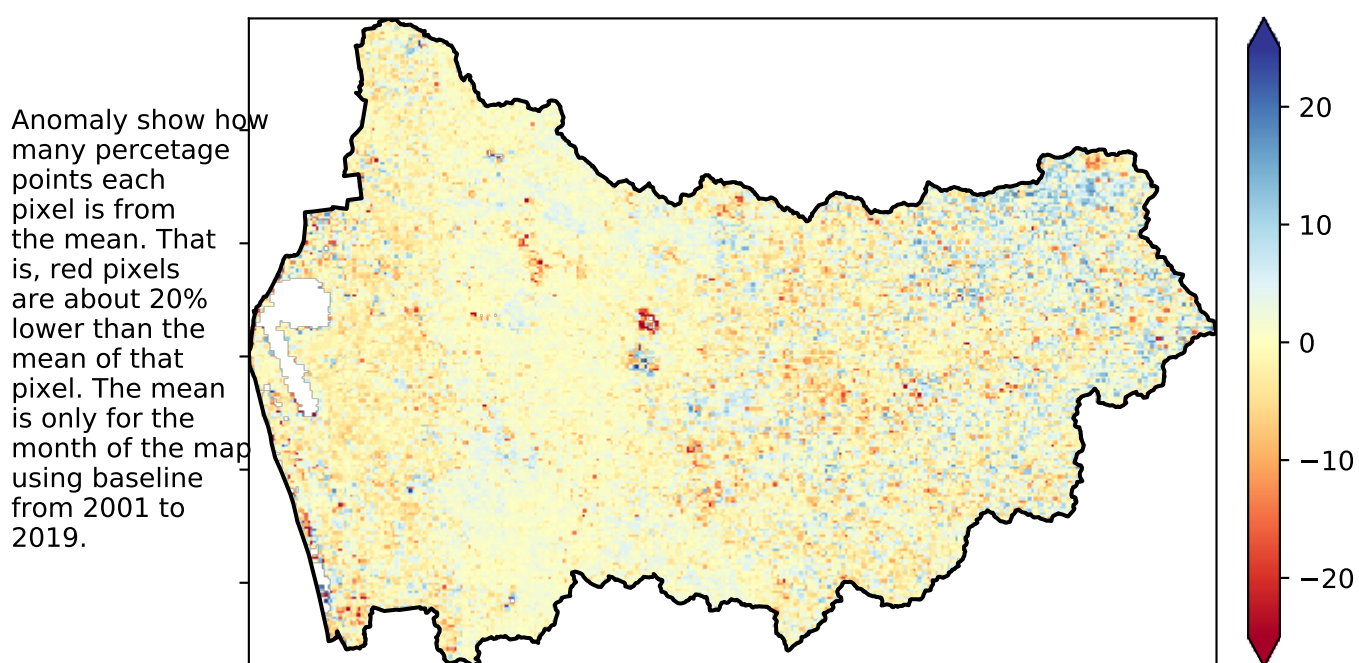 Anomaly show how
many percetage
points each
pixel is from
the mean. That
is, red pixels
are about 20%
lower than the
mean of that
pixel. The mean
is only for the
month of the map
using baseline
from 2001 to
2019.
20
10
0
−10
−20